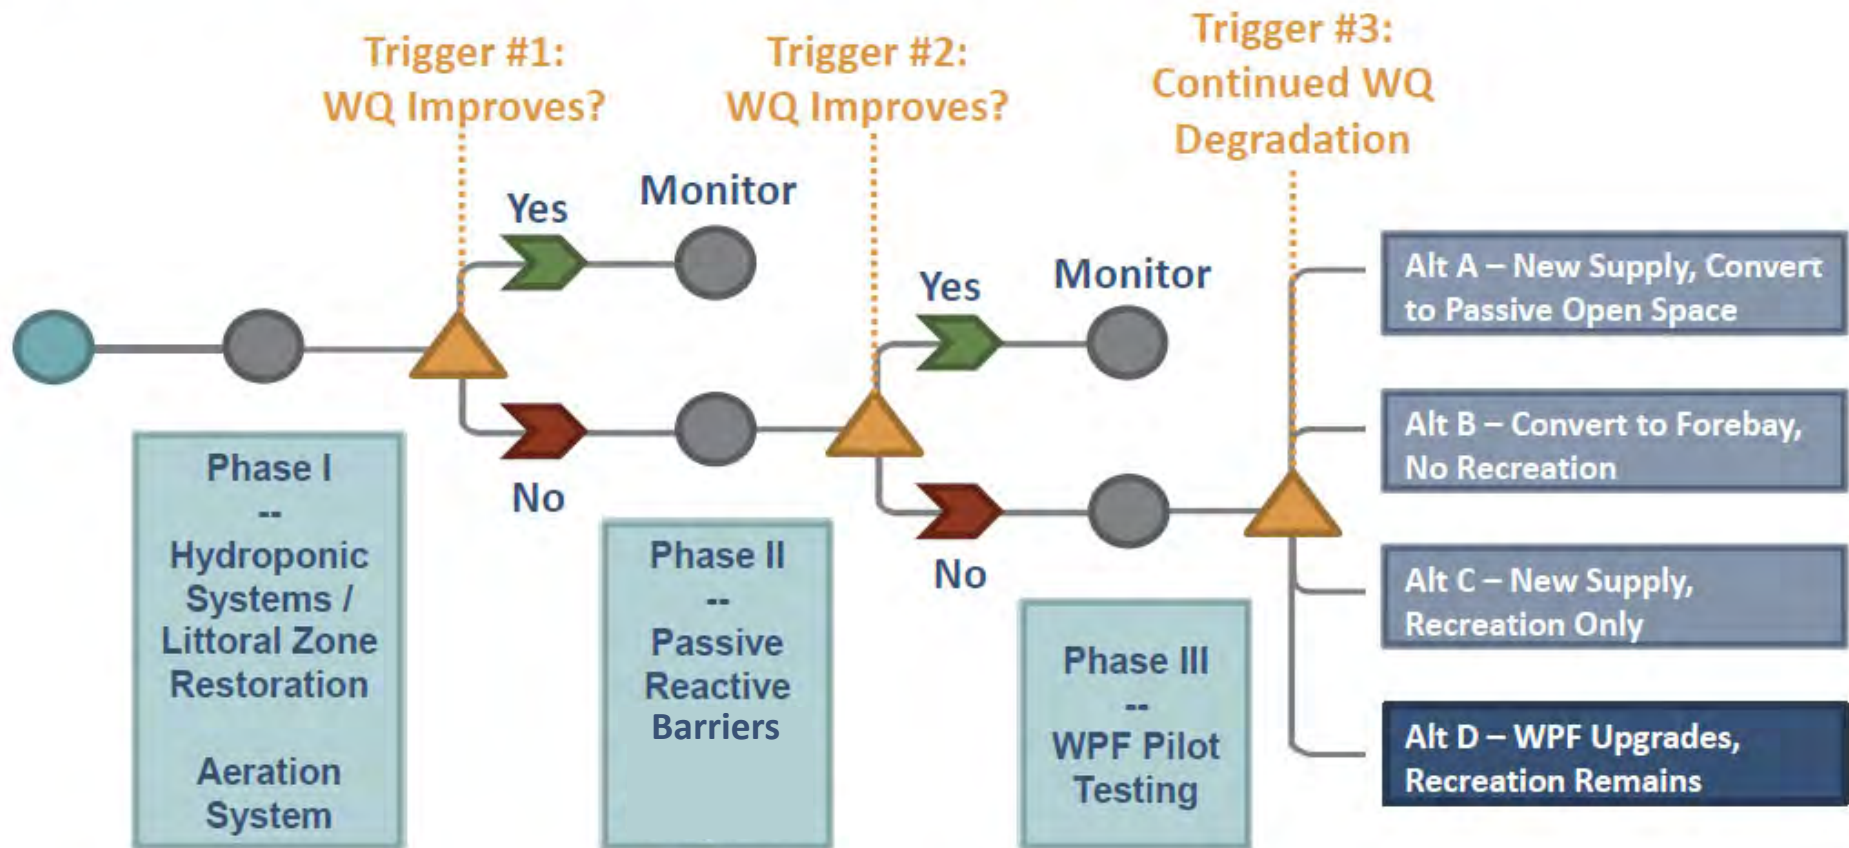 Trigger #1:
WQ Improves?
Trigger #2:
WQ Improves?
Trigger #3:
Continued WQ
Degradation
Yes
Monitor
No
Yes
Monitor
No
Phase I
--
Hydroponic
Systems /
Littoral Zone
Restoration
Aeration
System
Phase II
--
Passive
Reactive
Barriers
Phase III
--
WPF Pilot
Testing
Alt A – New Supply, Convert
to Passive Open Space
Alt B – Convert to Forebay,
No Recreation
Alt C – New Supply,
Recreation Only
Alt D – WPF Upgrades,
Recreation Remains